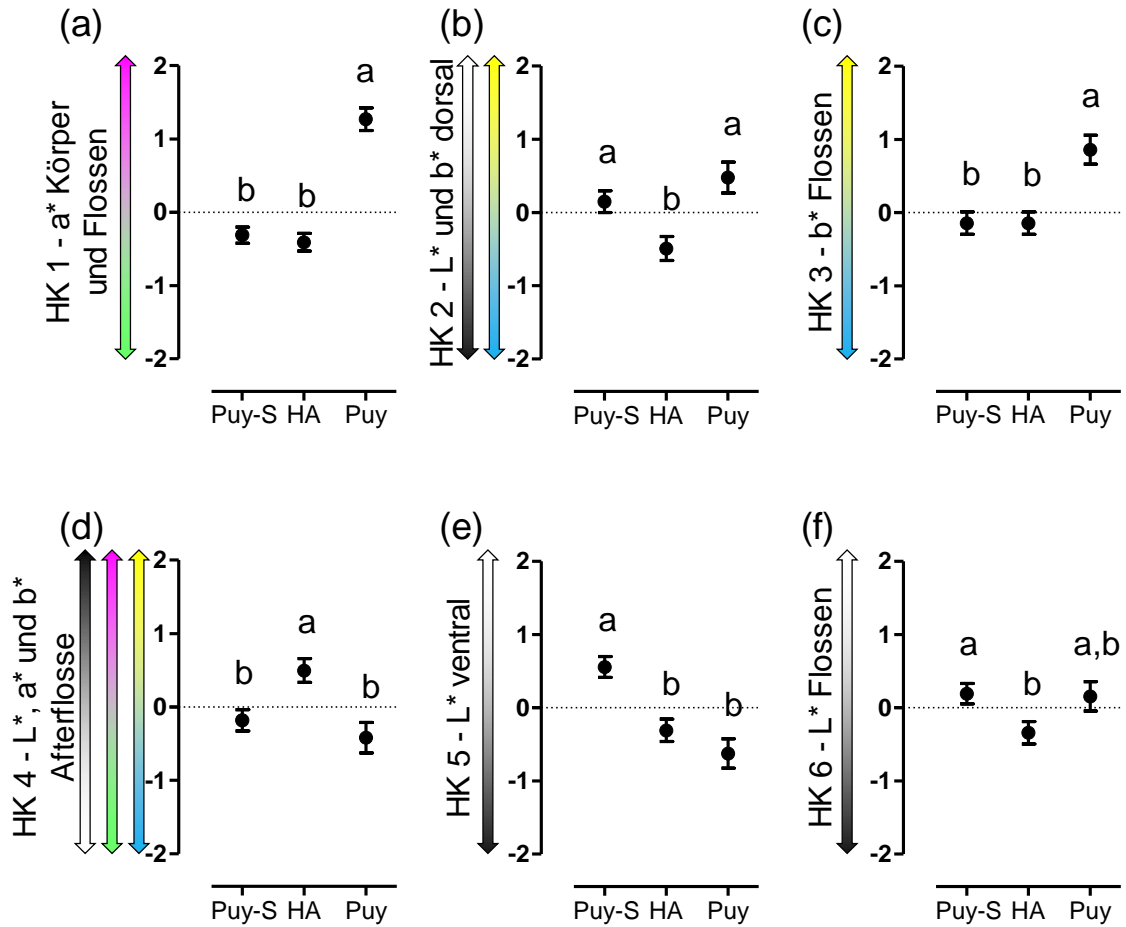 (a)
HK 1 - a* Körper
und Flossen
2
1
0
-1
-2
a
b
b
Puy-S HA Puy
(b)
HK 2 - L* und b* dorsal
2
1
0
-1
-2
a
b
a
Puy-S HA Puy
(c)
HK 3 - b* Flossen
2
1
0
-1
-2
b
b
a
Puy-S HA Puy
(d)
HK 4 - L*, a* und b*
Afterflosse
2
1
0
-1
-2
b
a
b
Puy-S HA Puy
(e)
HK 5 - L* ventral
2
1
0
-1
-2
a
b
b
Puy-S HA Puy
(f)
HK 6 - L* Flossen
2
1
0
-1
-2
a
b
a,b
Puy-S HA Puy